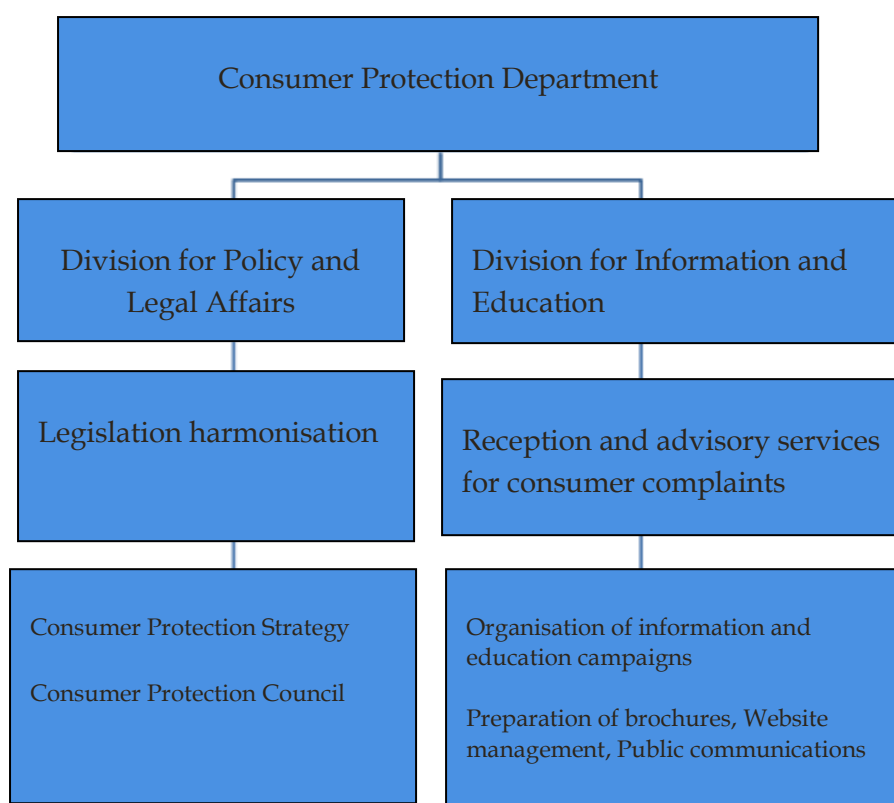 Consumer Protection Department
Division for Policy and
Legal Affairs
Division for Information and
Education
Legislation harmonisation
Reception and advisory services
for consumer complaints
Consumer Protection Strategy
Consumer Protection Council
Organisation of information and
education campaigns
Preparation of brochures, Website
management, Public communications